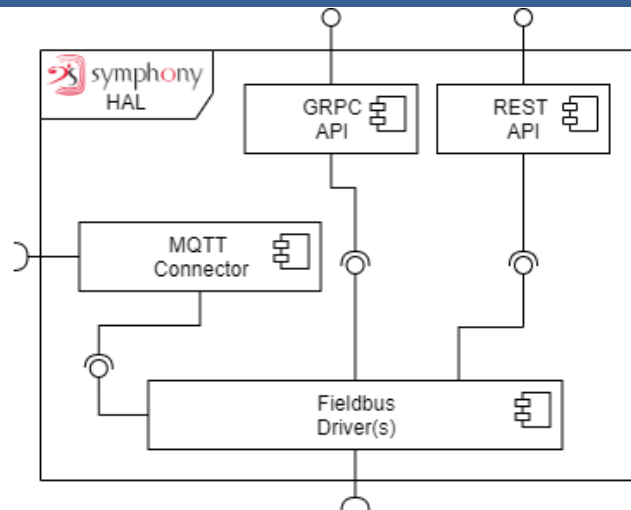 symphony
HAL
GRPC
API
REST
API
MQTT
Connector
Fieldbus
Driver(s)